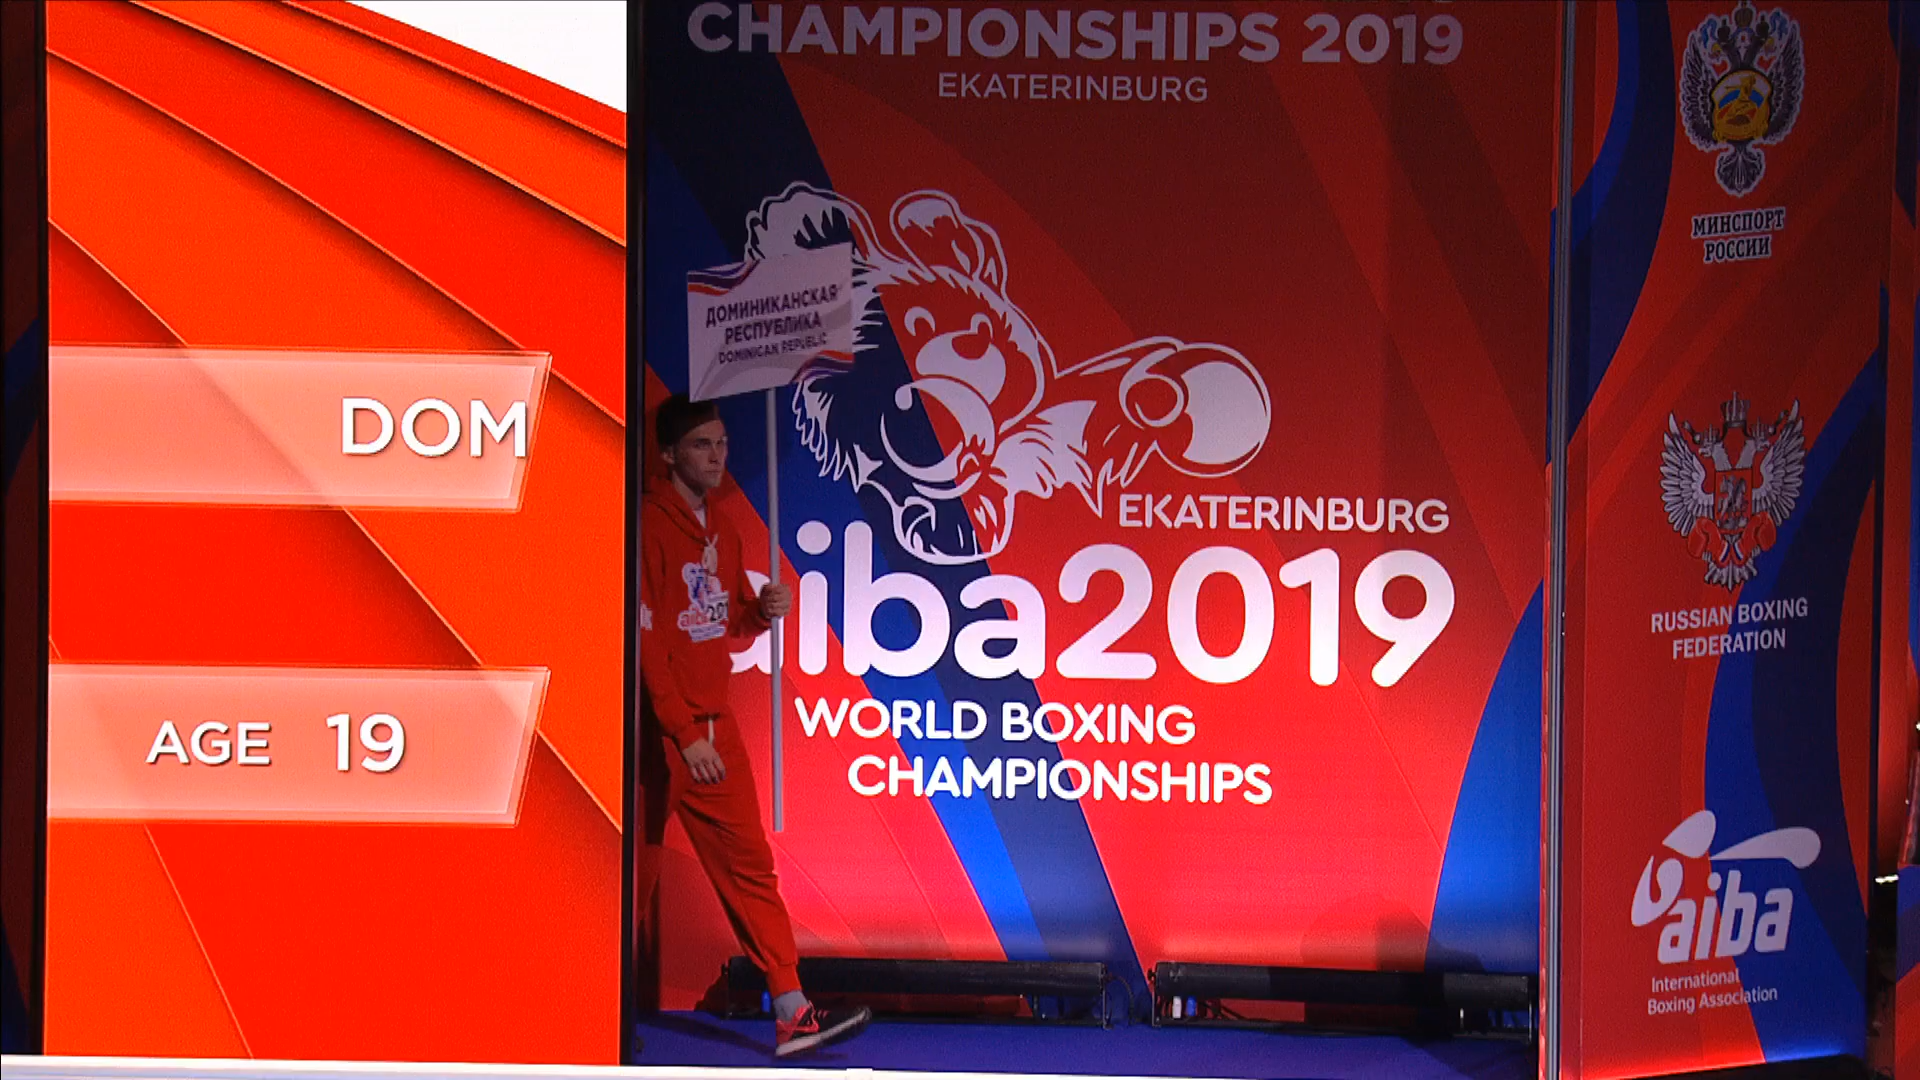 DOM
AGE 19
CHAMPIONSHIPS 2019
EKATERINBURG
ДОМИНИКАНСКАЯ
РЕСПУБЛИКА
DOMINICAN REPUBLIC
EKATERINBURG
aiba2019
WORLD BOXING
CHAMPIONSHIPS
МИНСПОРТ
РОССИИ
RUSSIAN BOXING
FEDERATION
aiba
International
Boxing Association